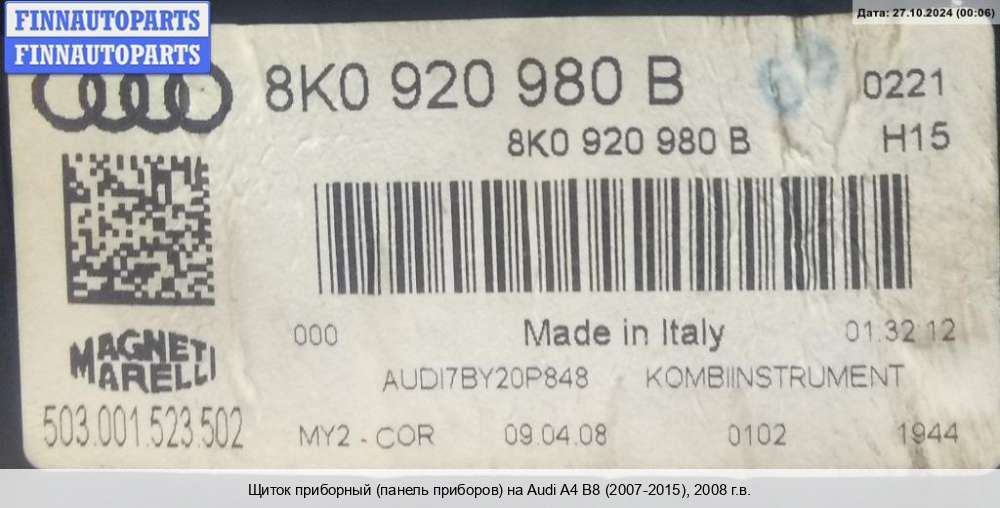 FINNAUTOPARTS
FINNAUTOPARTS
Дата: 27.10.2024 (00:06)
8K0 920 980 B 0221
8K0 920 980 B H15
000 Made in Italy 01.32 12
MAGNETI
MARELLI
AUDI7BY20P848 KOMBIINSTRUMENT
503.001.523.502 MY2 - COR 09.04.08 0102 1944
Щиток приборный (панель приборов) на Audi A4 B8 (2007-2015), 2008 г.в.